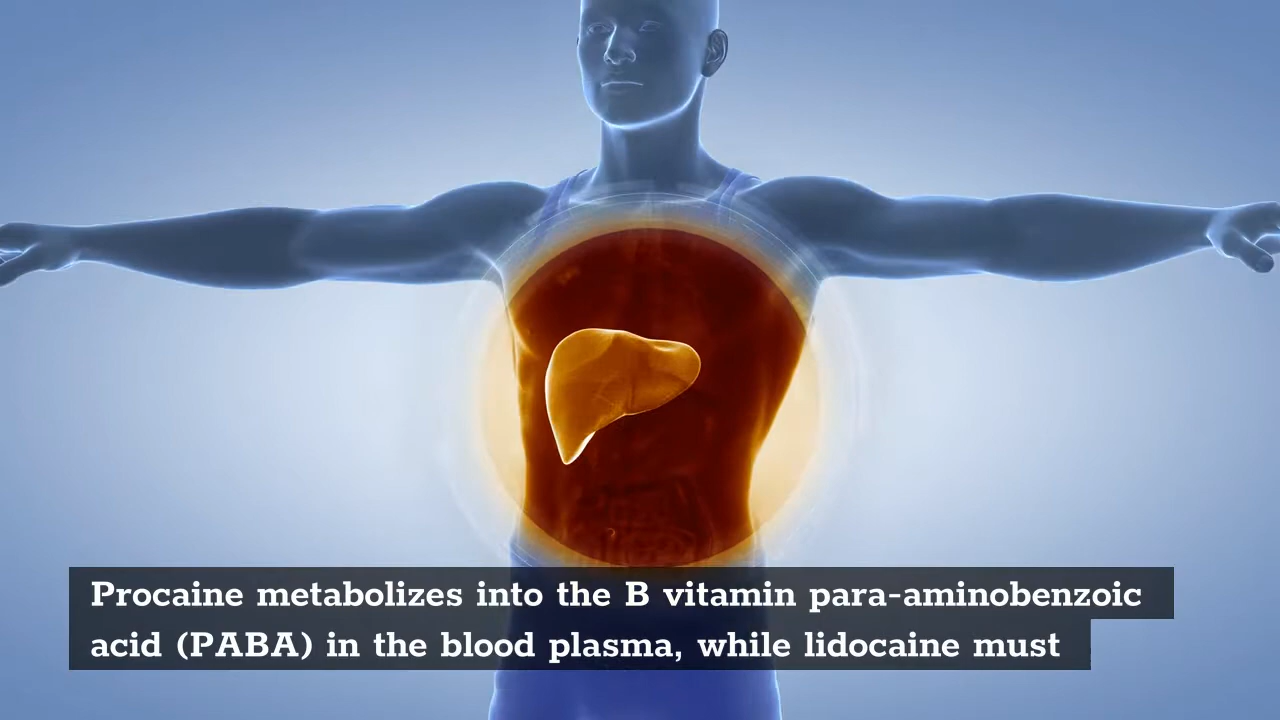 Procaine metabolizes into the B vitamin para-aminobenzoic
acid (PABA) in the blood plasma, while lidocaine must